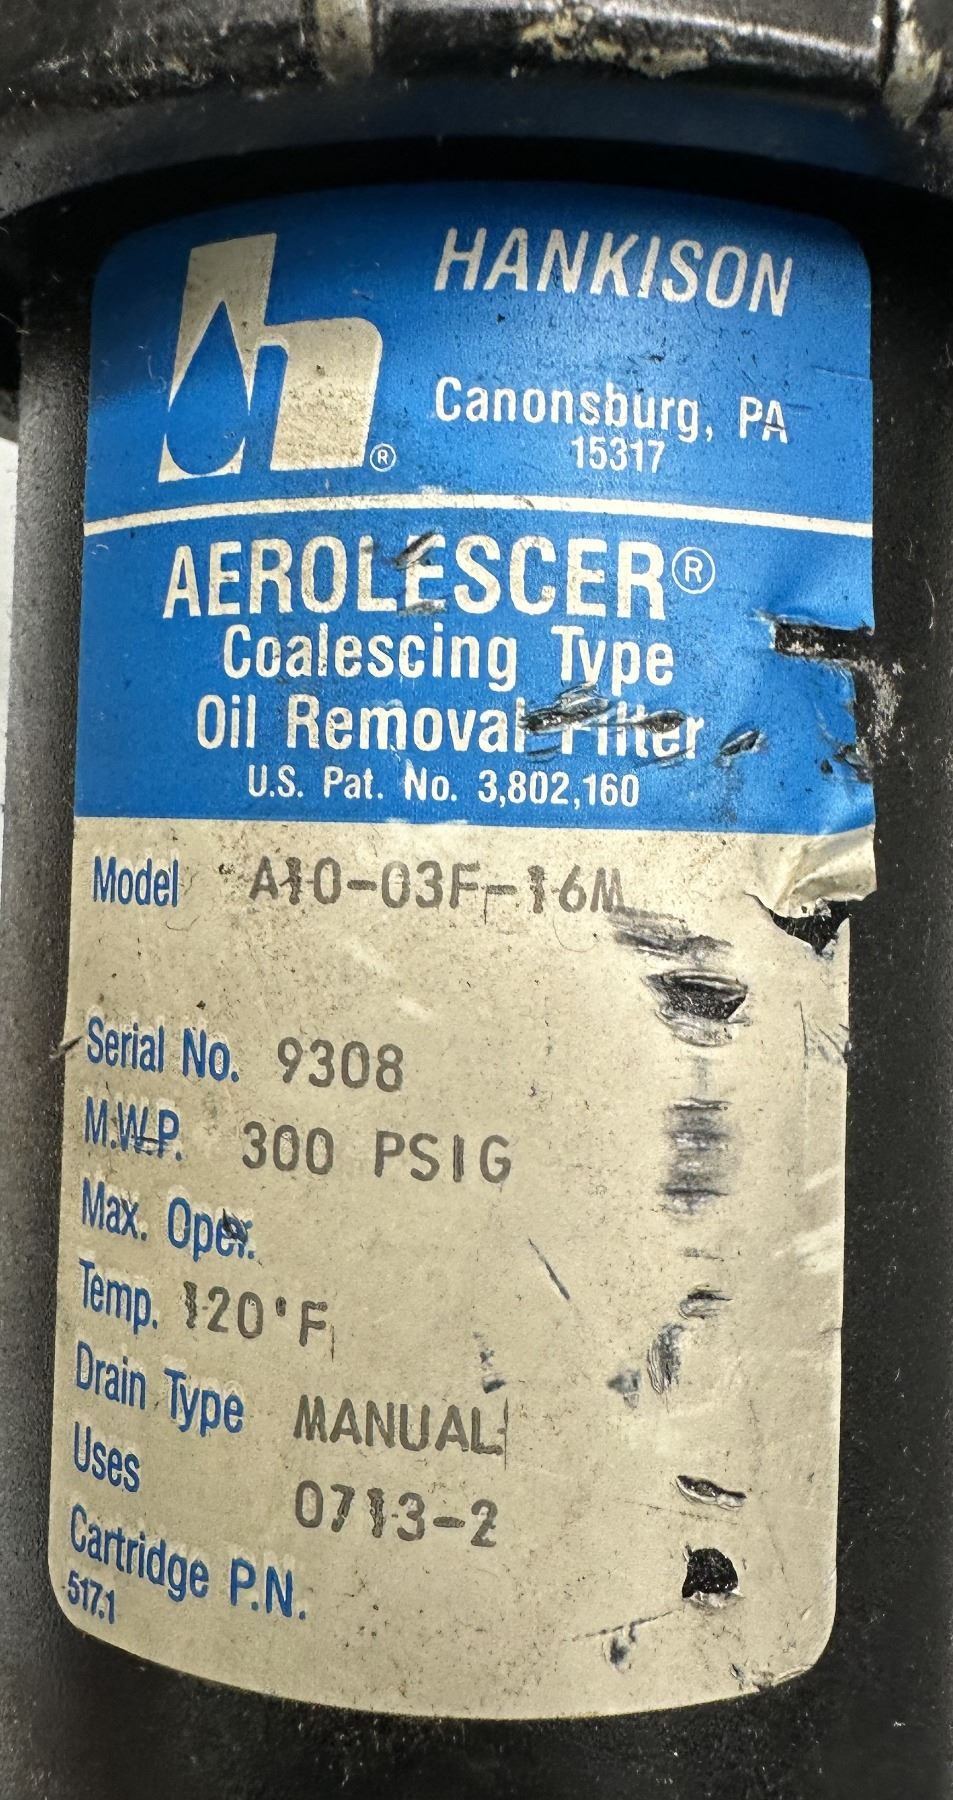 HANKISON
Canonsburg, PA
15317
®
AEROLESCER®
Coalescing Type
Oil Removal Filter
U.S. Pat. No. 3,802,160
Model A10-03F-16M
Serial No. 9308
M.W.P. 300 PSIG
Max. Oper.
Temp. 120°F
Drain Type MANUAL
Uses 0713-2
Cartridge P.N.
517.1